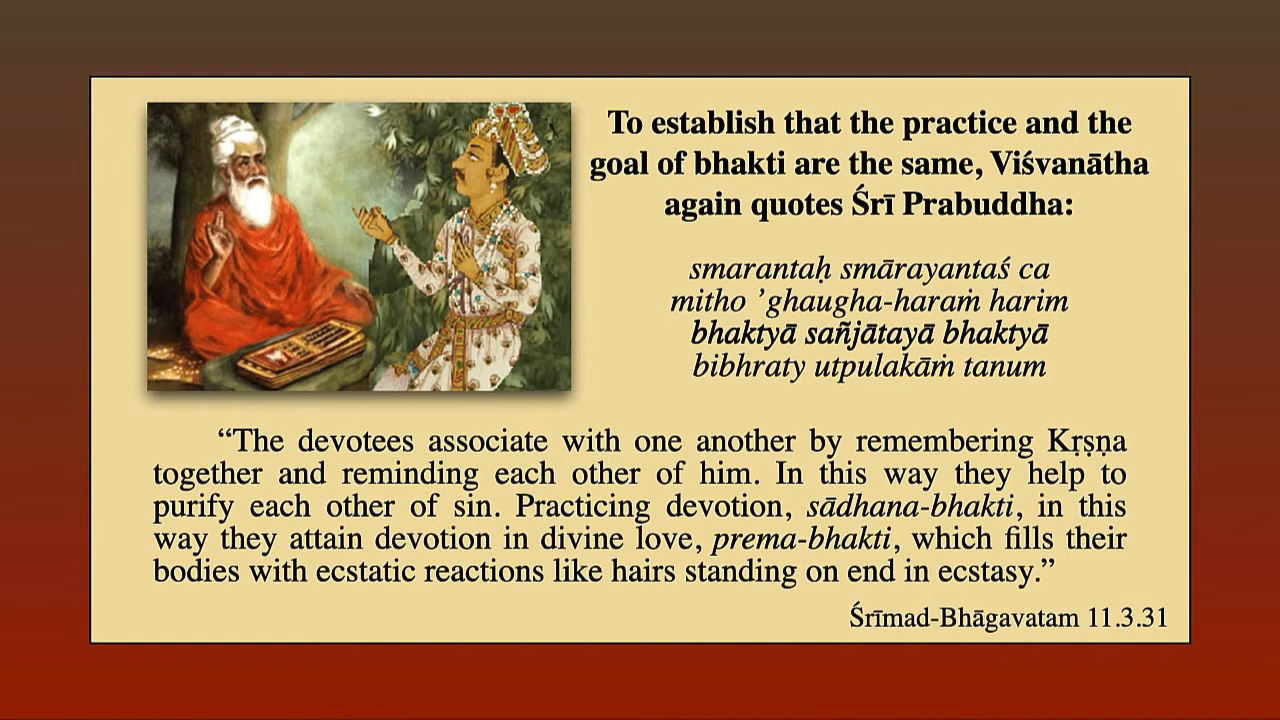 To establish that the practice and the
goal of bhakti are the same, Viśvanātha
again quotes Śrī Prabuddha:
smarantaḥ smārayantaś ca
mitho ’ghaugha-haraṁ harim
bhaktyā sañjātayā bhaktyā
bibhraty utpulakāṁ tanum
“The devotees associate with one another by remembering Kṛṣṇa
together and reminding each other of him. In this way they help to
purify each other of sin. Practicing devotion, sādhana-bhakti, in this
way they attain devotion in divine love, prema-bhakti, which fills their
bodies with ecstatic reactions like hairs standing on end in ecstasy.”
Śrīmad-Bhāgavatam 11.3.31